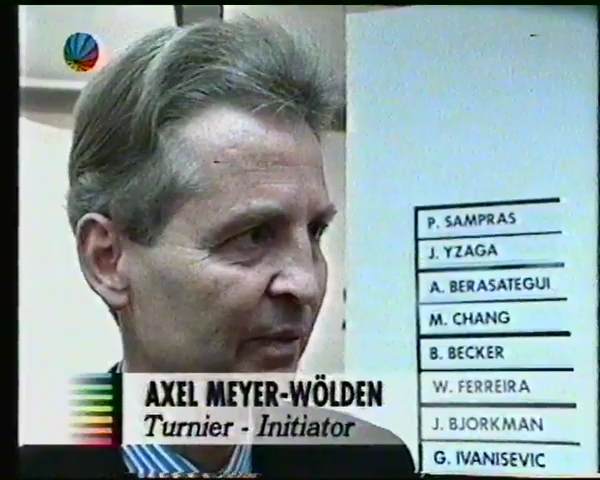 P. SAMPRAS
J. YZAGA
A. BERASATEGUI
M. CHANG
B. BECKER
W. FERREIRA
J. BJORKMAN
G. IVANISEVIC
AXEL MEYER-WÖLDEN
Turnier - Initiator